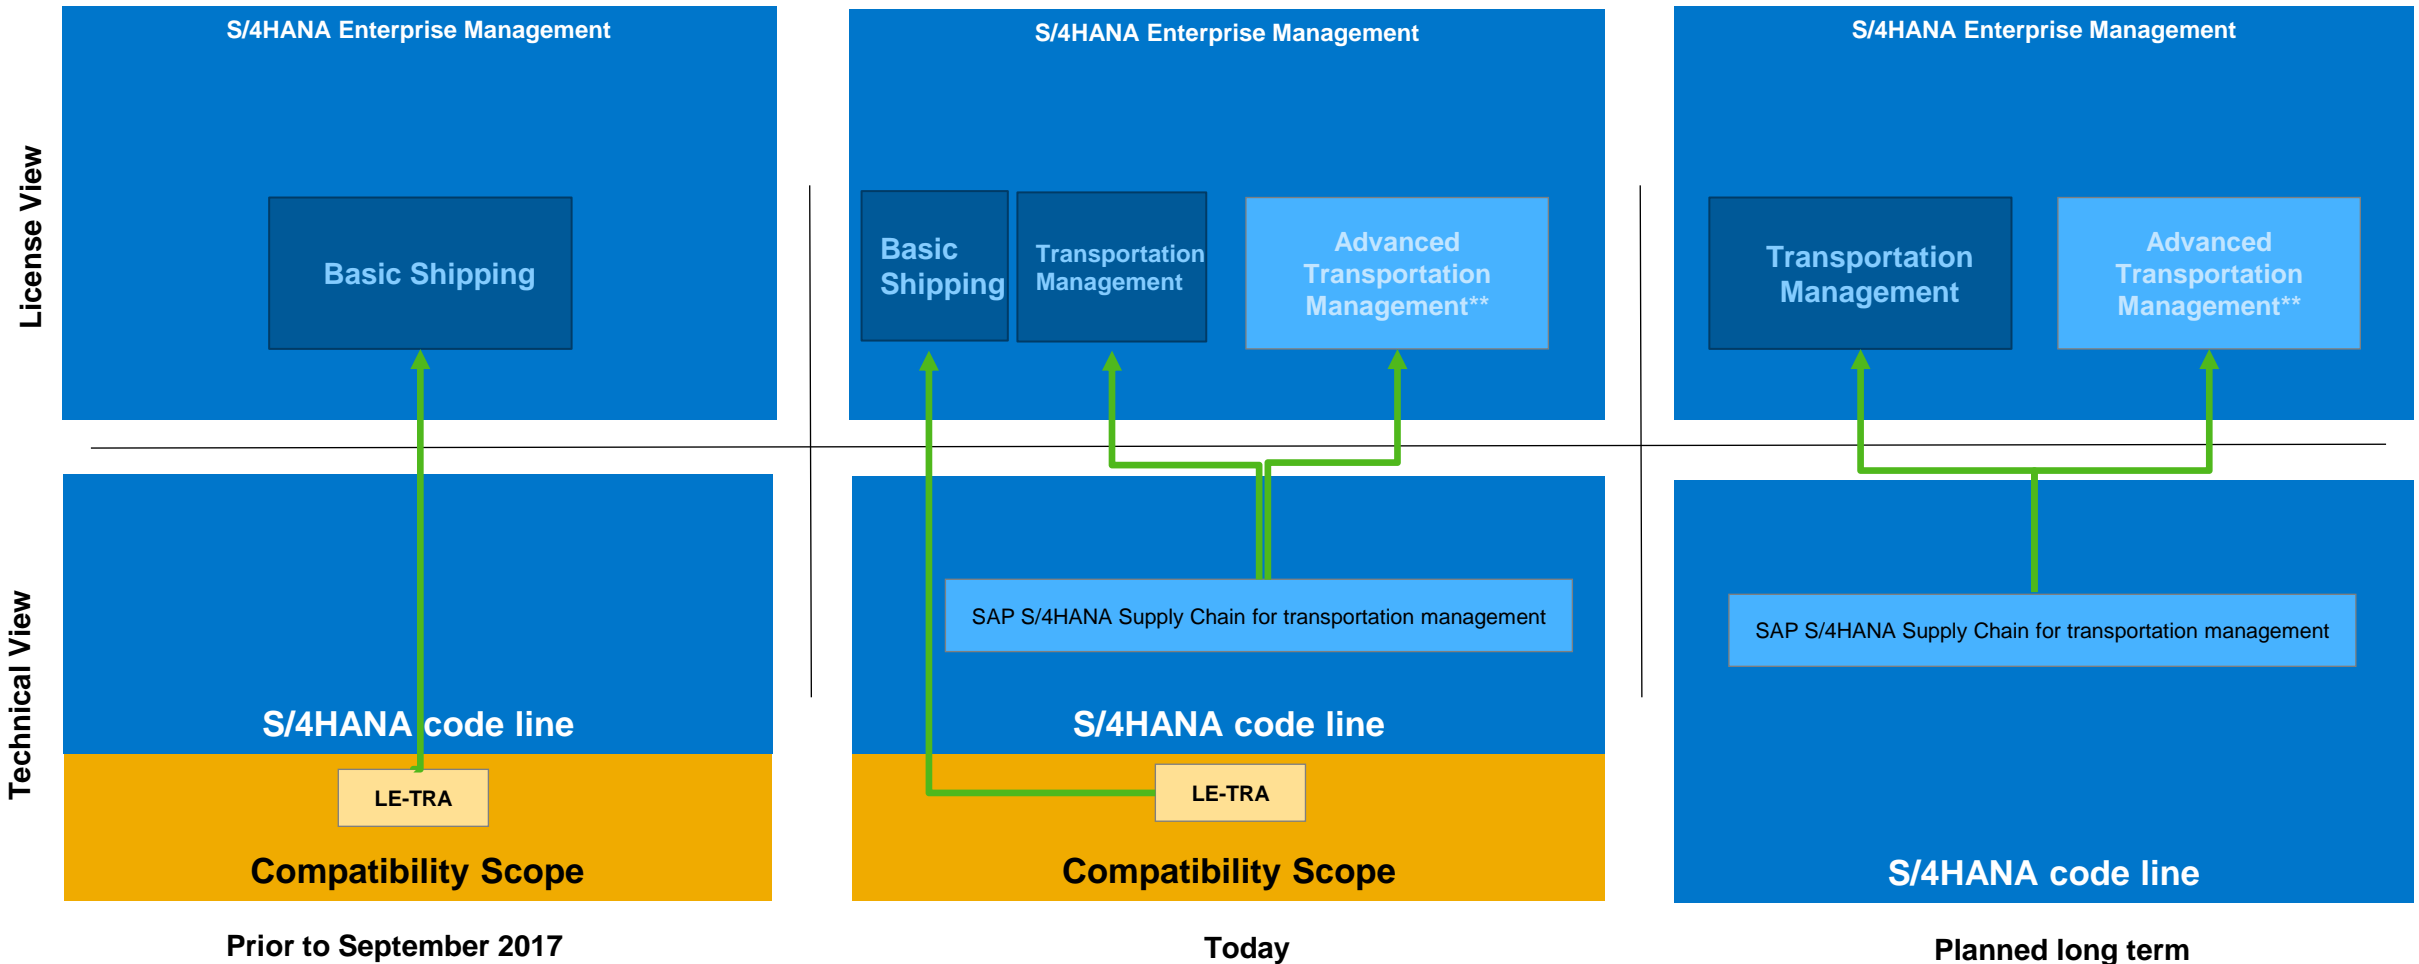 S/4HANA Enterprise Management
S/4HANA Enterprise Management
S/4HANA Enterprise Management
License View
Basic Shipping
Basic
Shipping
Transportation
Management
Advanced
Transportation
Management**
Transportation
Management
Advanced
Transportation
Management**
Technical View
S/4HANA code line
LE-TRA
Compatibility Scope
SAP S/4HANA Supply Chain for transportation management
S/4HANA code line
LE-TRA
Compatibility Scope
SAP S/4HANA Supply Chain for transportation management
S/4HANA code line
Prior to September 2017
Today
Planned long term